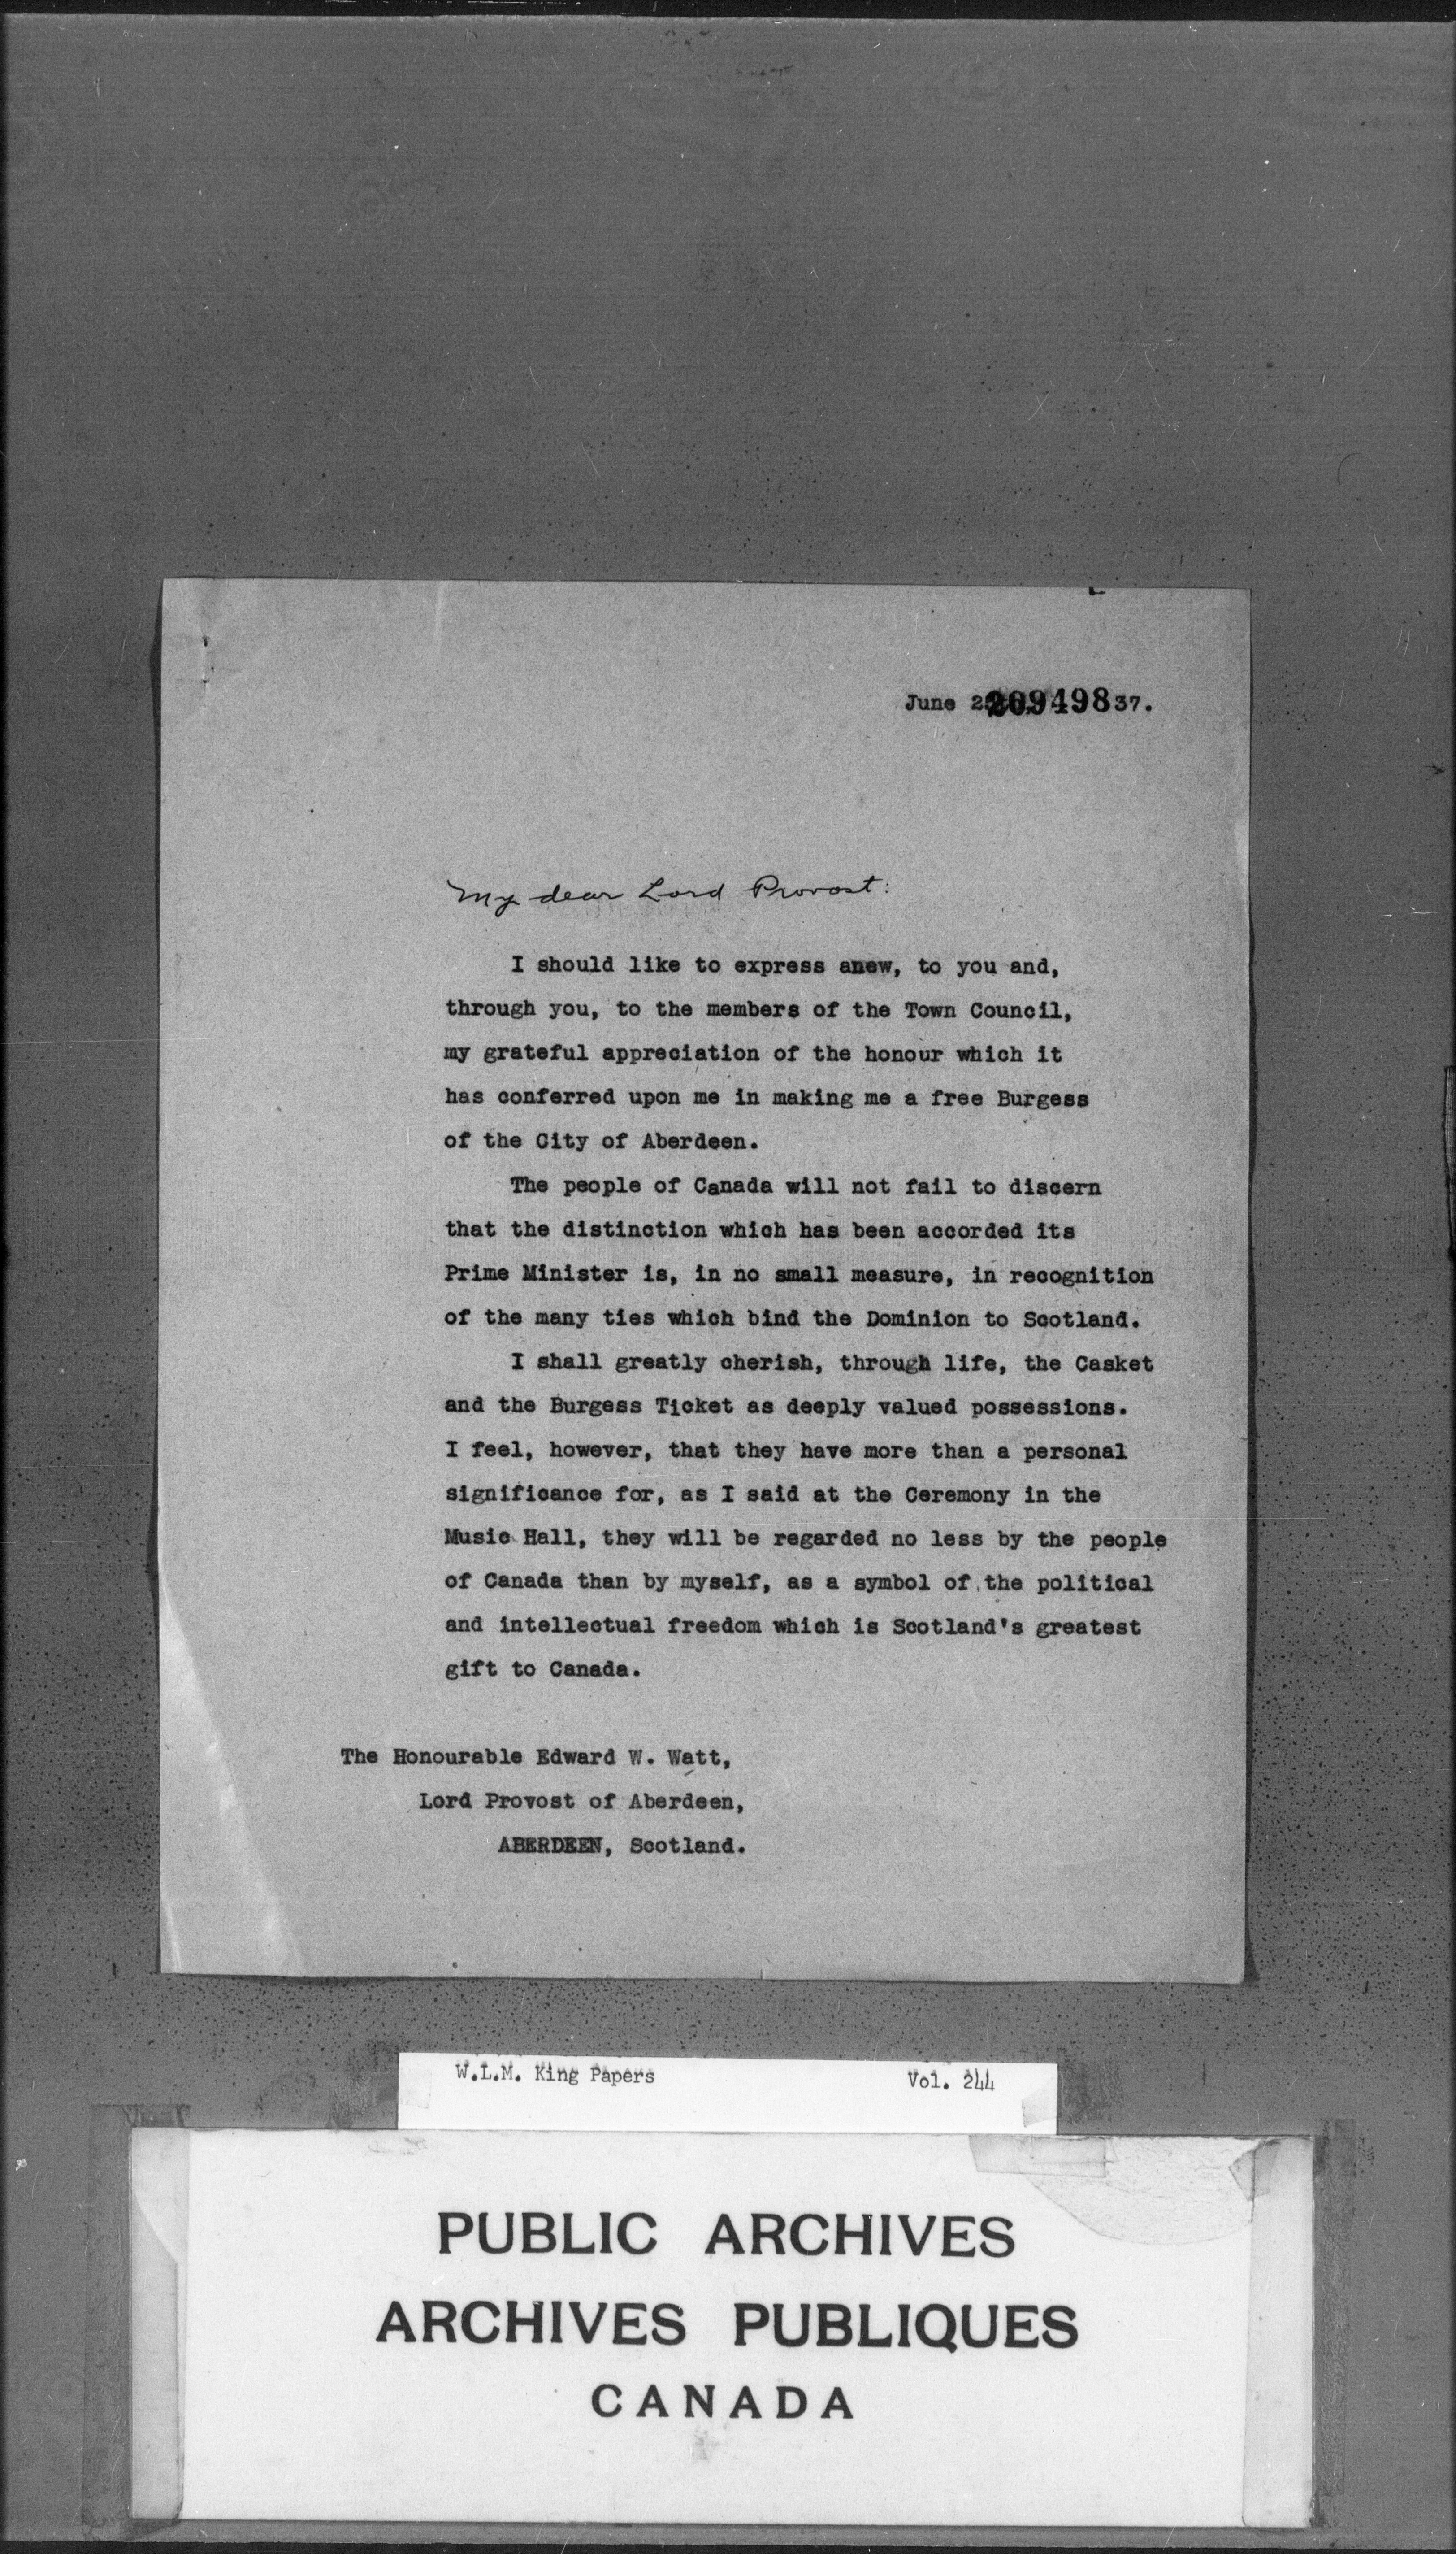 June 2 209498 37.
My dear Lord Provost:
I should like to express anew, to you and,
through you, to the members of the Town Council,
my grateful appreciation of the honour which it
has conferred upon me in making me a free Burgess
of the City of Aberdeen.
The people of Canada will not fail to discern
that the distinction which has been accorded its
Prime Minister is, in no small measure, in recognition
of the many ties which bind the Dominion to Scotland.
I shall greatly cherish, through life, the Casket
and the Burgess Ticket as deeply valued possessions.
I feel, however, that they have more than a personal
significance for, as I said at the Ceremony in the
Music Hall, they will be regarded no less by the people
of Canada than by myself, as a symbol of the political
and intellectual freedom which is Scotland's greatest
gift to Canada.
The Honourable Edward W. Watt,
Lord Provost of Aberdeen,
ABERDEEN, Scotland.
W.L.M. King Papers Vol. 244
PUBLIC ARCHIVES
ARCHIVES PUBLIQUES
CANADA